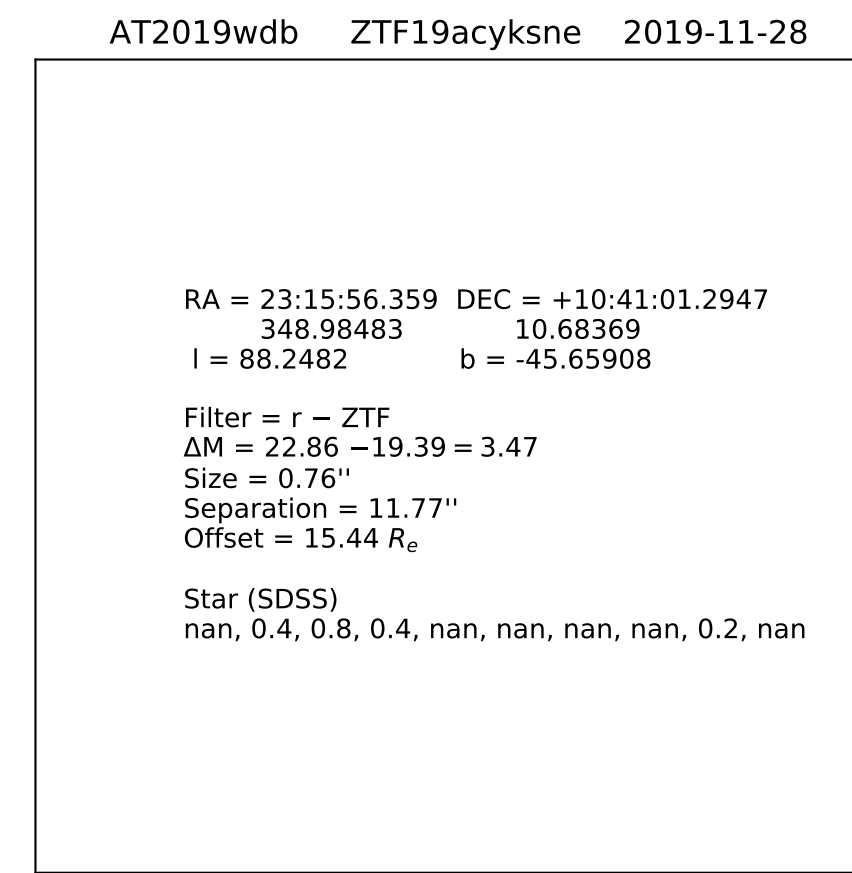 AT2019wdb ZTF19acyksne 2019-11-28
RA = 23:15:56.359 DEC = +10:41:01.2947
348.98483 10.68369
l = 88.2482 b = -45.65908
Filter = r − ZTF
ΔM = 22.86 −19.39 = 3.47
Size = 0.76''
Separation = 11.77''
Offset = 15.44 Re
Star (SDSS)
nan, 0.4, 0.8, 0.4, nan, nan, nan, nan, 0.2, nan